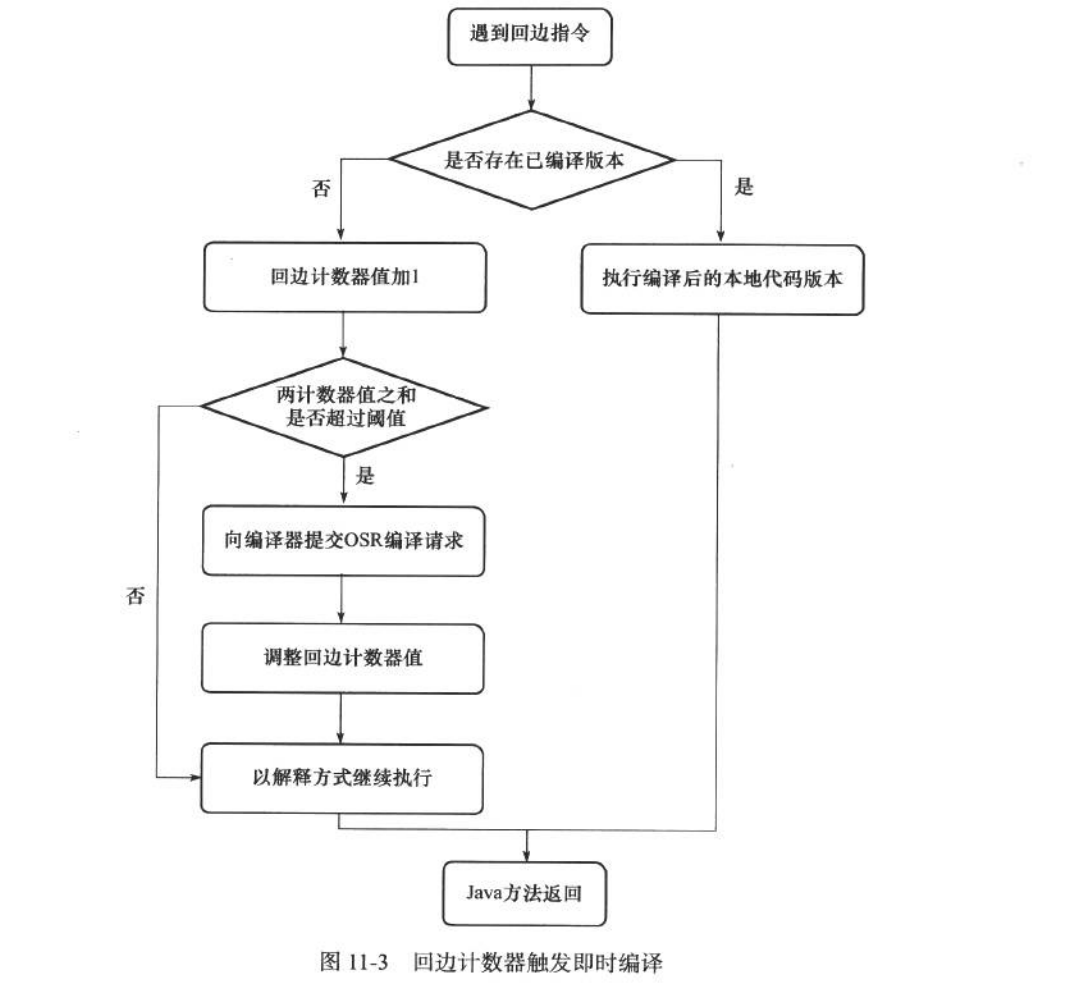 遇到回边指令
是否存在已编译版本
否
是
回边计数器值加1
执行编译后的本地代码版本
两计数器值之和
是否超过阈值
是
向编译器提交OSR编译请求
否
调整回边计数器值
以解释方式继续执行
Java方法返回
图 11-3 回边计数器触发即时编译